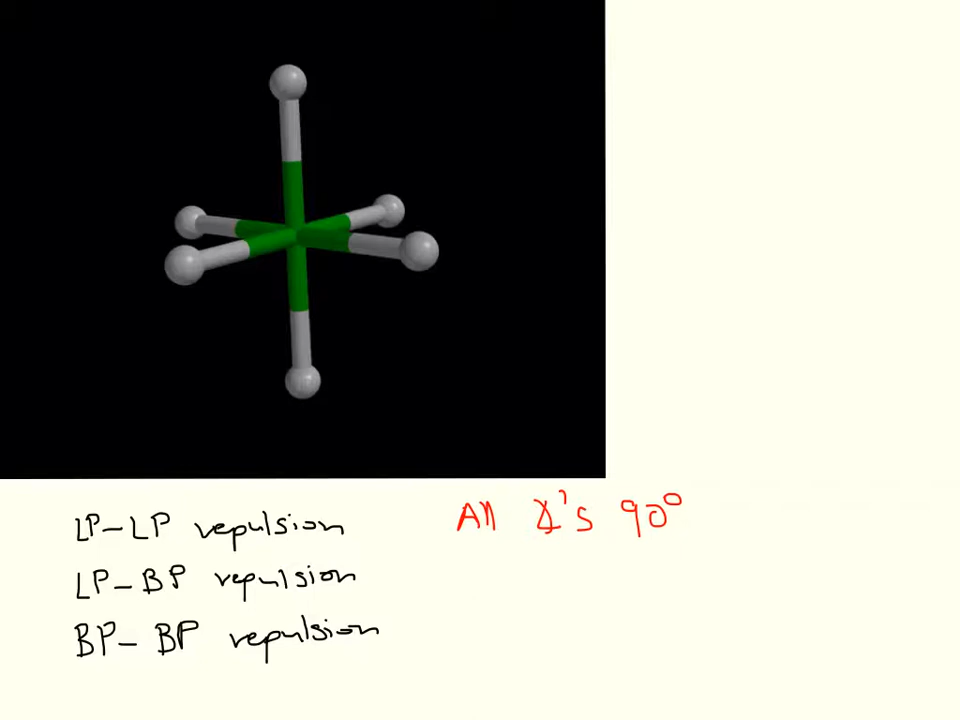 LP-LP repulsion
All ∡'s 90°
LP-BP repulsion
BP-BP repulsion